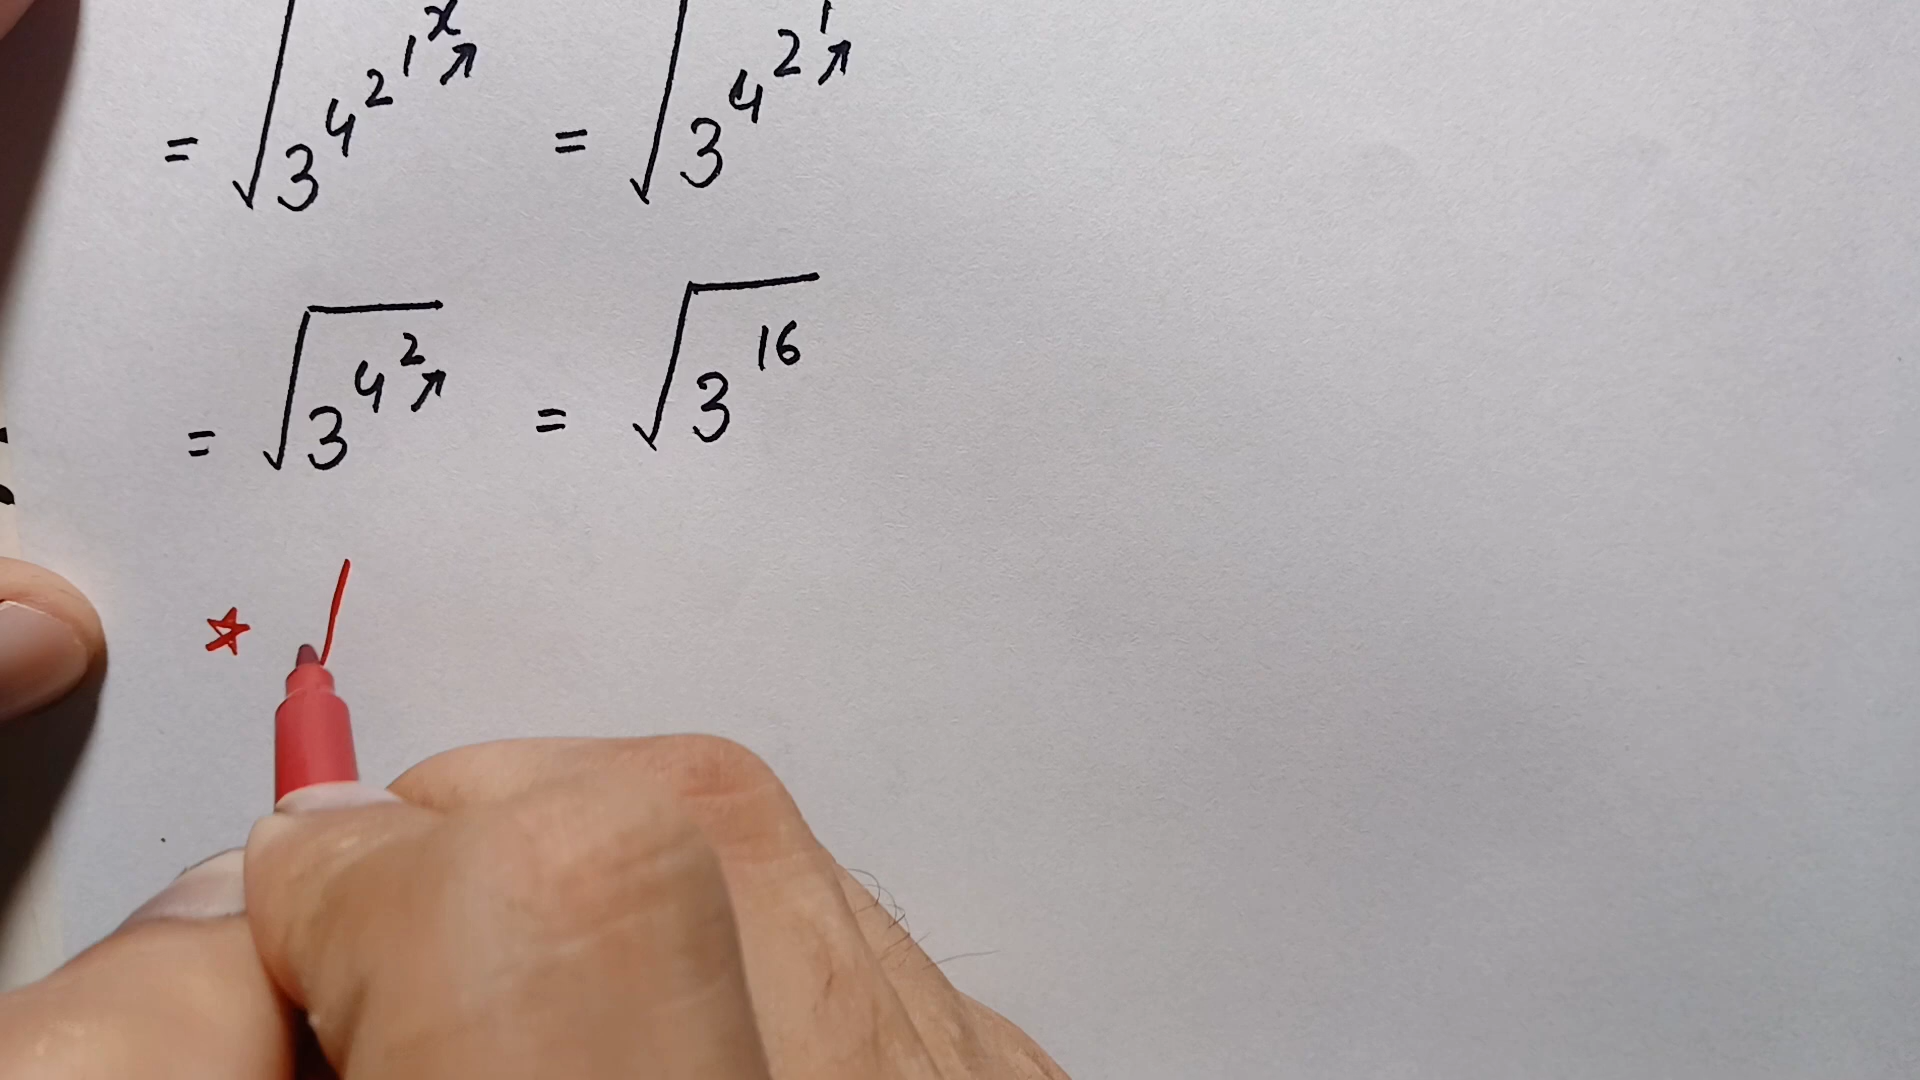 = √3^4^2^1^x = √3^4^2^1
= √3^4^2 = √3^16
☆